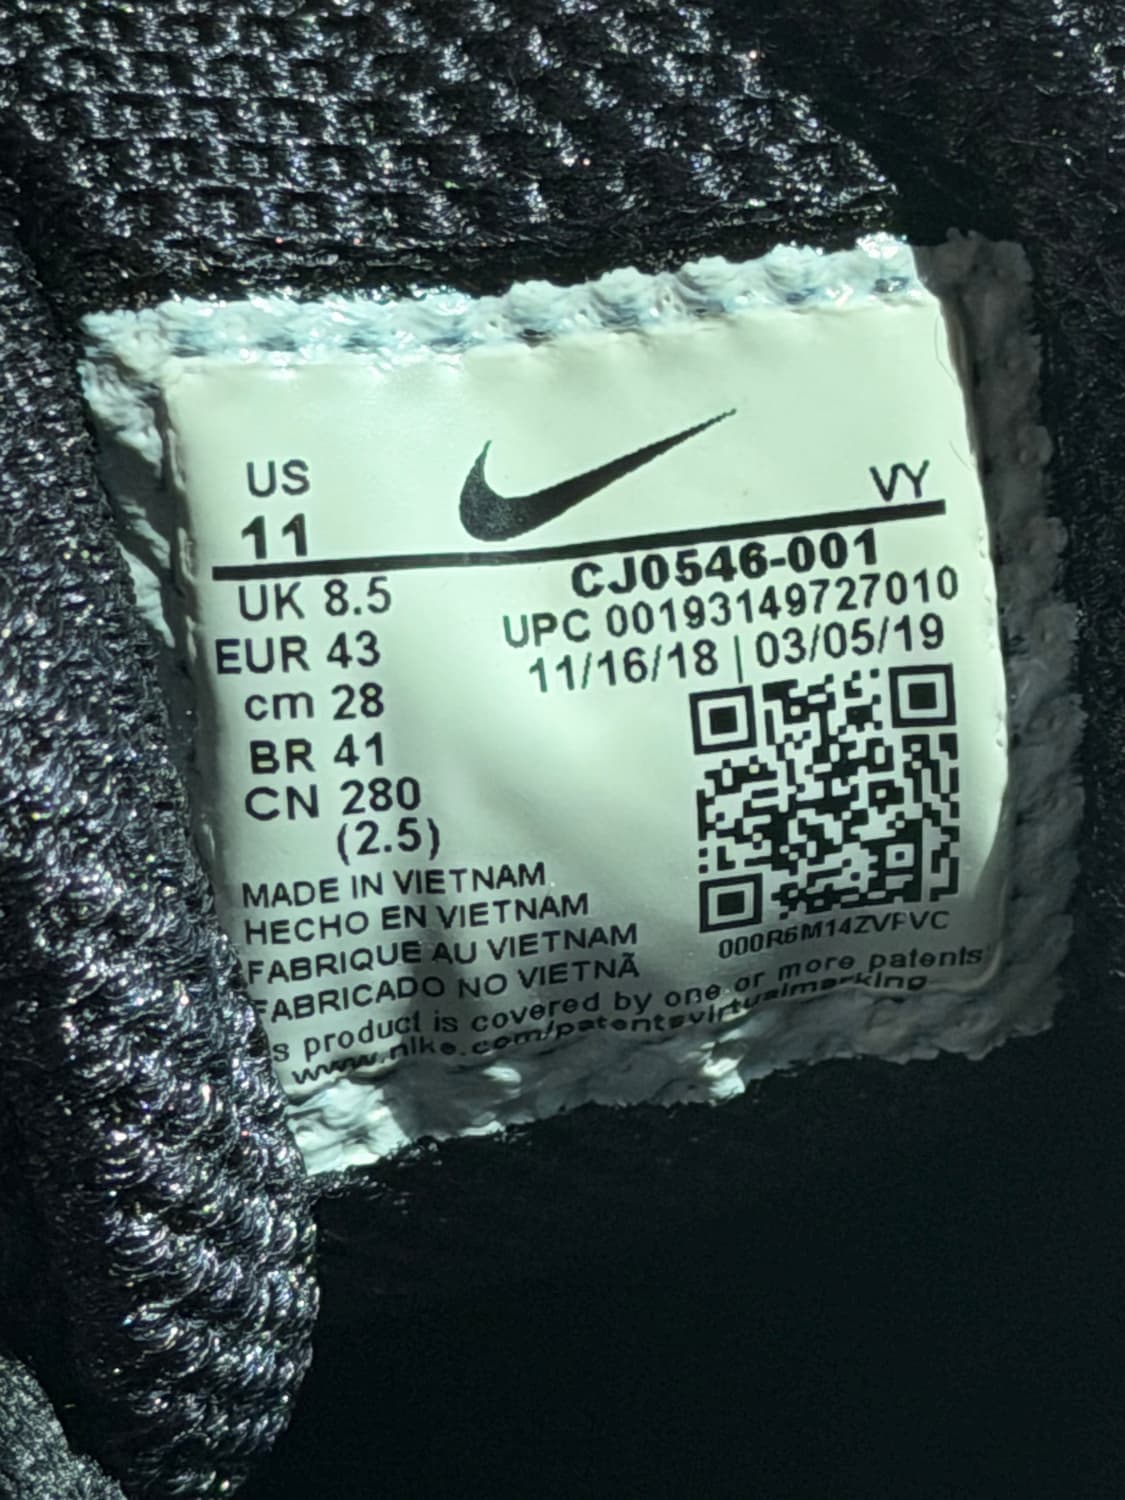 US
11
VY
UK 8.5
EUR 43
cm 28
BR 41
CN 280
(2.5)
CJ0546-001
UPC 00193149727010
11/16/18 | 03/05/19
000R6M14ZVPVC
MADE IN VIETNAM
HECHO EN VIETNAM
FABRIQUE AU VIETNAM
FABRICADO NO VIETNÃ
s product is covered by one or more patents
www.nike.com/patentsvirtualmarking